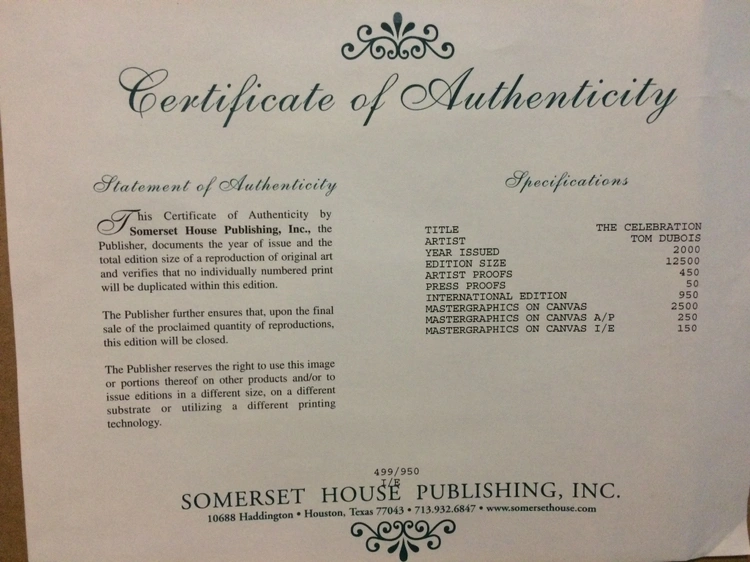 Certificate of Authenticity
Statement of Authenticity
This Certificate of Authenticity by
Somerset House Publishing, Inc., the
Publisher, documents the year of issue and the
total edition size of a reproduction of original art
and verifies that no individually numbered print
will be duplicated within this edition.
The Publisher further ensures that, upon the final
sale of the proclaimed quantity of reproductions,
this edition will be closed.
The Publisher reserves the right to use this image
or portions thereof on other products and/or to
issue editions in a different size, on a different
substrate or utilizing a different printing
technology.
Specifications
TITLE THE CELEBRATION
ARTIST TOM DUBOIS
YEAR ISSUED 2000
EDITION SIZE 12500
ARTIST PROOFS 450
PRESS PROOFS 50
INTERNATIONAL EDITION 950
MASTERGRAPHICS ON CANVAS 2500
MASTERGRAPHICS ON CANVAS A/P 250
MASTERGRAPHICS ON CANVAS I/E 150
499/950
I/E
SOMERSET HOUSE PUBLISHING, INC.
10688 Haddington • Houston, Texas 77043 • 713.932.6847 • www.somersethouse.com